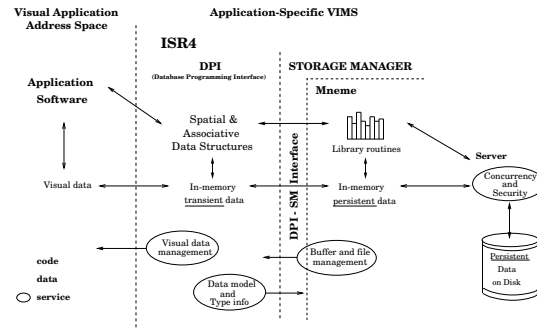 Visual Application
Address Space
Application-Specific VIMS
ISR4
DPI
(Database Programming Interface)
STORAGE MANAGER
Mneme
Application
Software
Spatial &
Associative
Data Structures
Library routines
Server
Concurrency
and
Security
Visual data
In-memory
transient data
DPI - SM Interface
In-memory
persistent data
Visual data
management
Buffer and file
management
Data model
and
Type info
Persistent
Data
on Disk
code
data
service